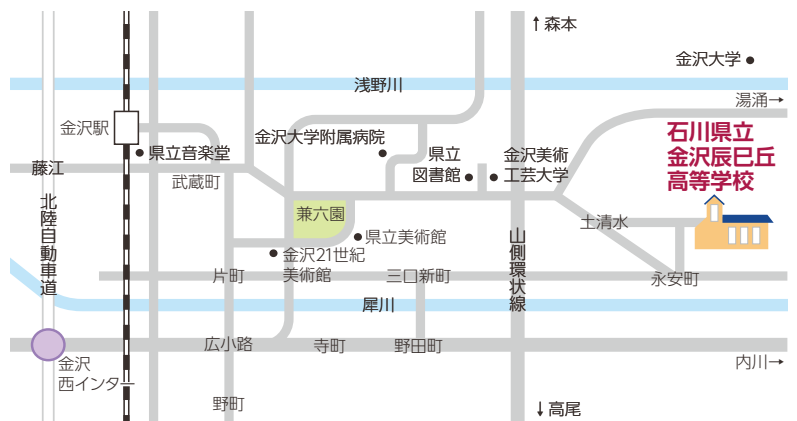 ↑森本
金沢大学
浅野川
湯涌→
金沢駅
金沢大学附属病院
石川県立
金沢辰巳丘
高等学校
県立音楽堂
県立
図書館
金沢美術
工芸大学
藤江
武蔵町
北陸自動車道
兼六園
土清水
県立美術館
山側環状線
金沢21世紀
美術館
片町
三口新町
永安町
犀川
広小路
寺町
野田町
金沢
西インター
内川→
野町
↓高尾